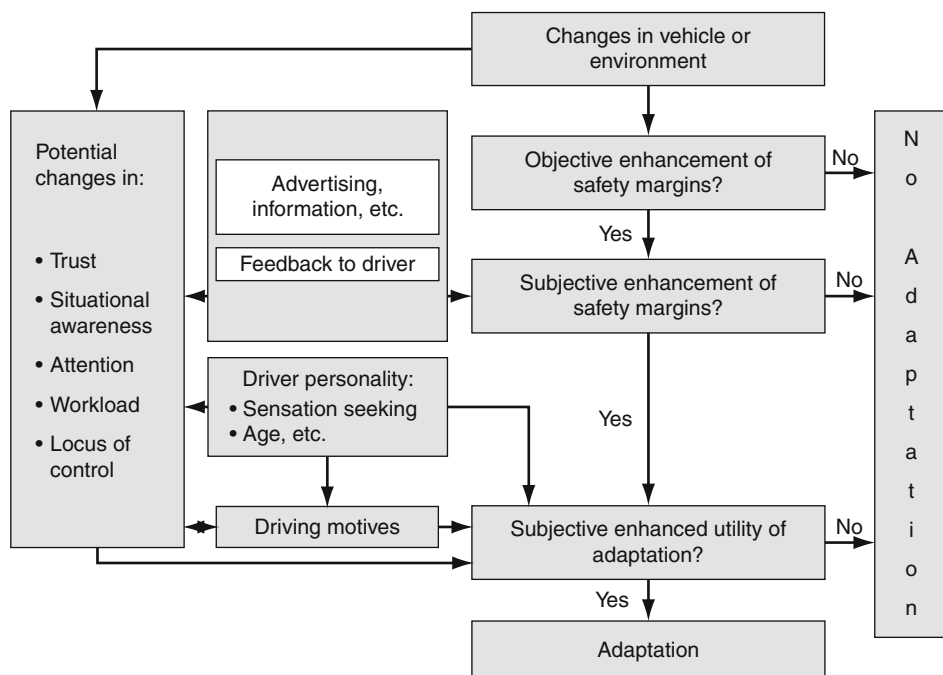 Changes in vehicle or
environment
Potential
changes in:
• Trust
• Situational
awareness
• Attention
• Workload
• Locus of
control
Advertising,
information, etc.
Feedback to driver
Objective enhancement of
safety margins?
No
Yes
Subjective enhancement of
safety margins?
No
Yes
Driver personality:
• Sensation seeking
• Age, etc.
Driving motives
Subjective enhanced utility of
adaptation?
No
Yes
Adaptation
N
o
A
d
a
p
t
a
t
i
o
n